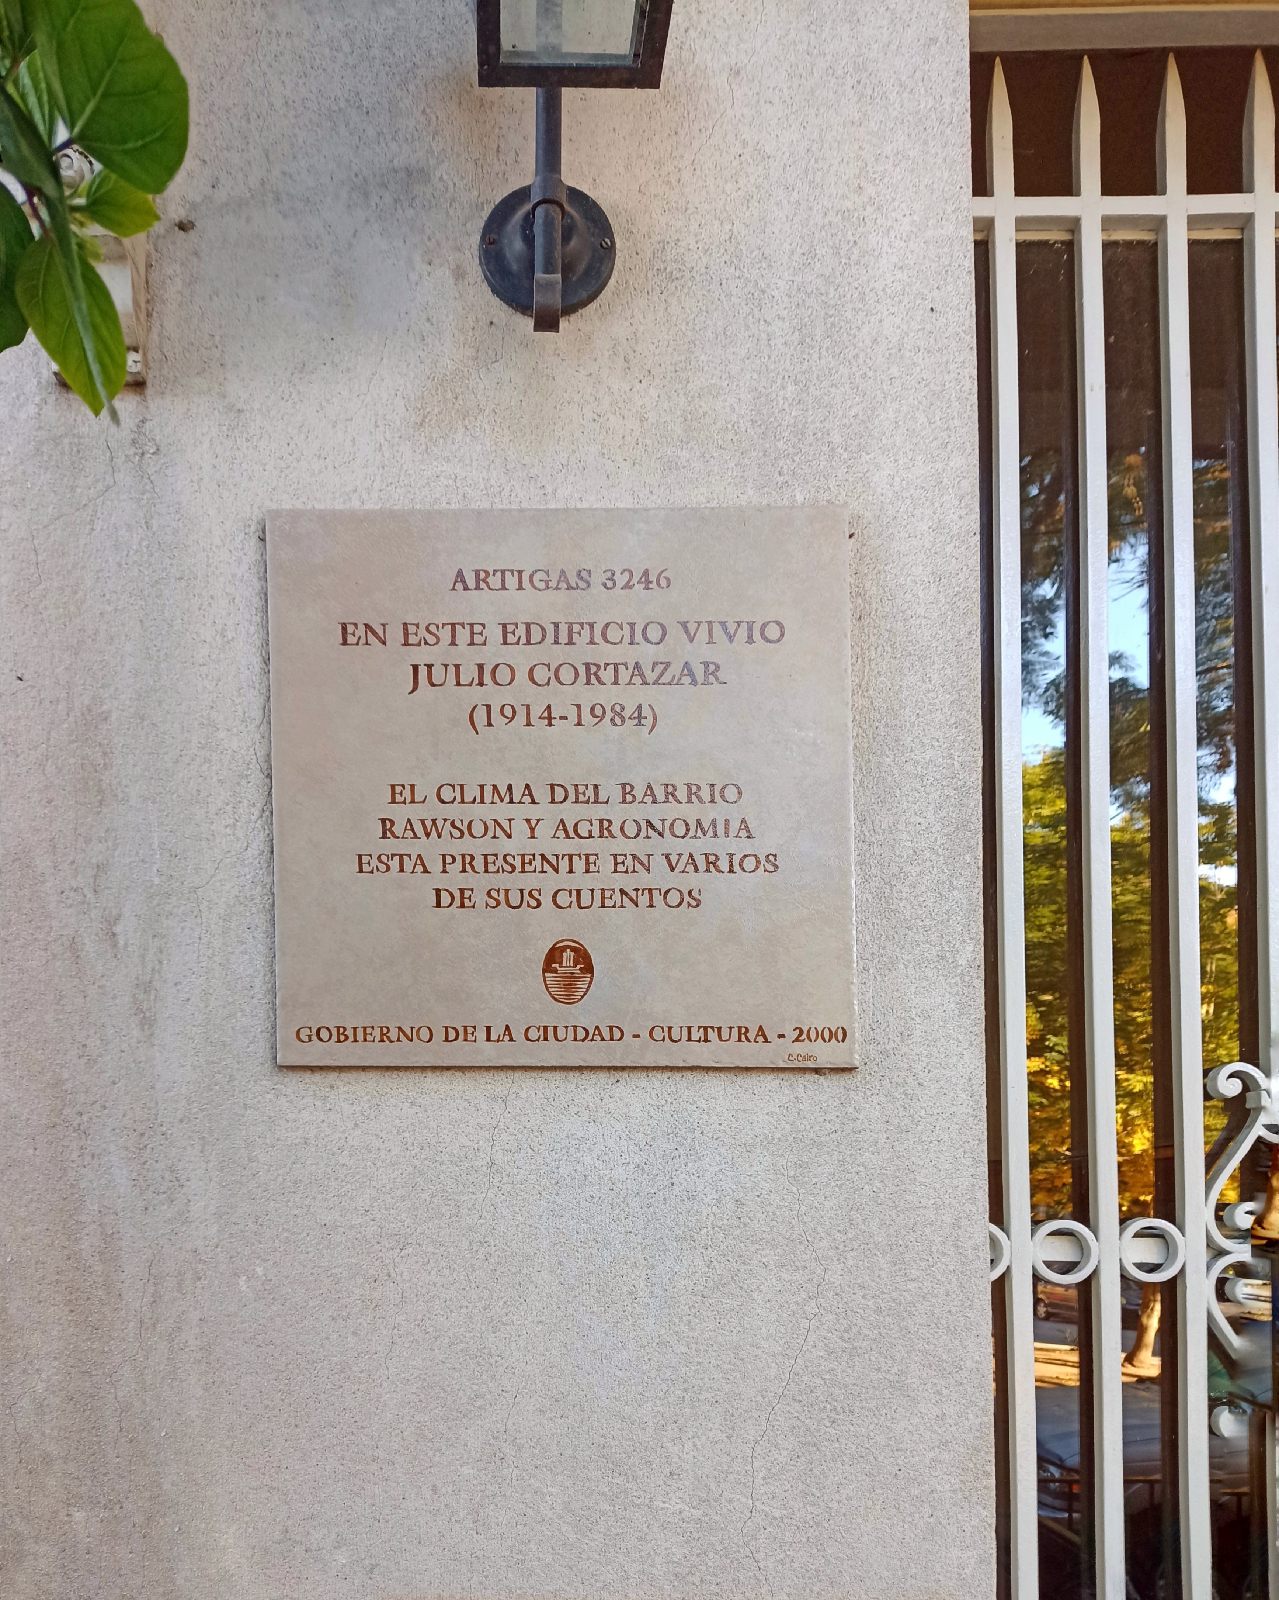 ARTIGAS 3246
EN ESTE EDIFICIO VIVIO
JULIO CORTAZAR
(1914-1984)
EL CLIMA DEL BARRIO
RAWSON Y AGRONOMIA
ESTA PRESENTE EN VARIOS
DE SUS CUENTOS
GOBIERNO DE LA CIUDAD - CULTURA - 2000
C. Cairo